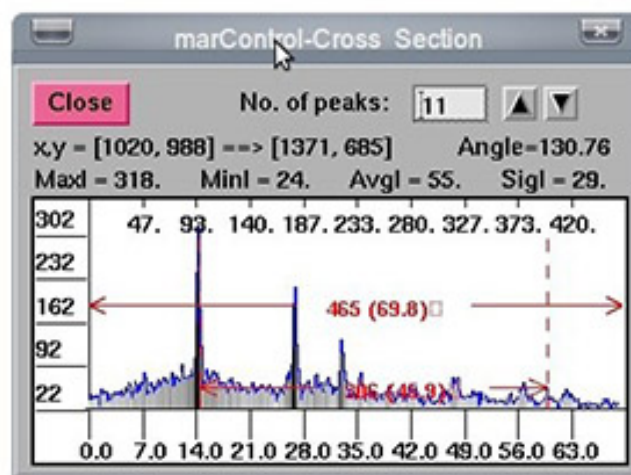 marControl-Cross Section
Close No. of peaks: 11
x,y = [1020, 988] ==> [1371, 685] Angle=130.76
MaxI = 318. MinI = 24. AvgI = 55. SigI = 29.
302 47. 93. 140. 187. 233. 280. 327. 373. 420.
232
162 465 (69.8)
92
22
0.0 7.0 14.0 21.0 28.0 35.0 42.0 49.0 56.0 63.0